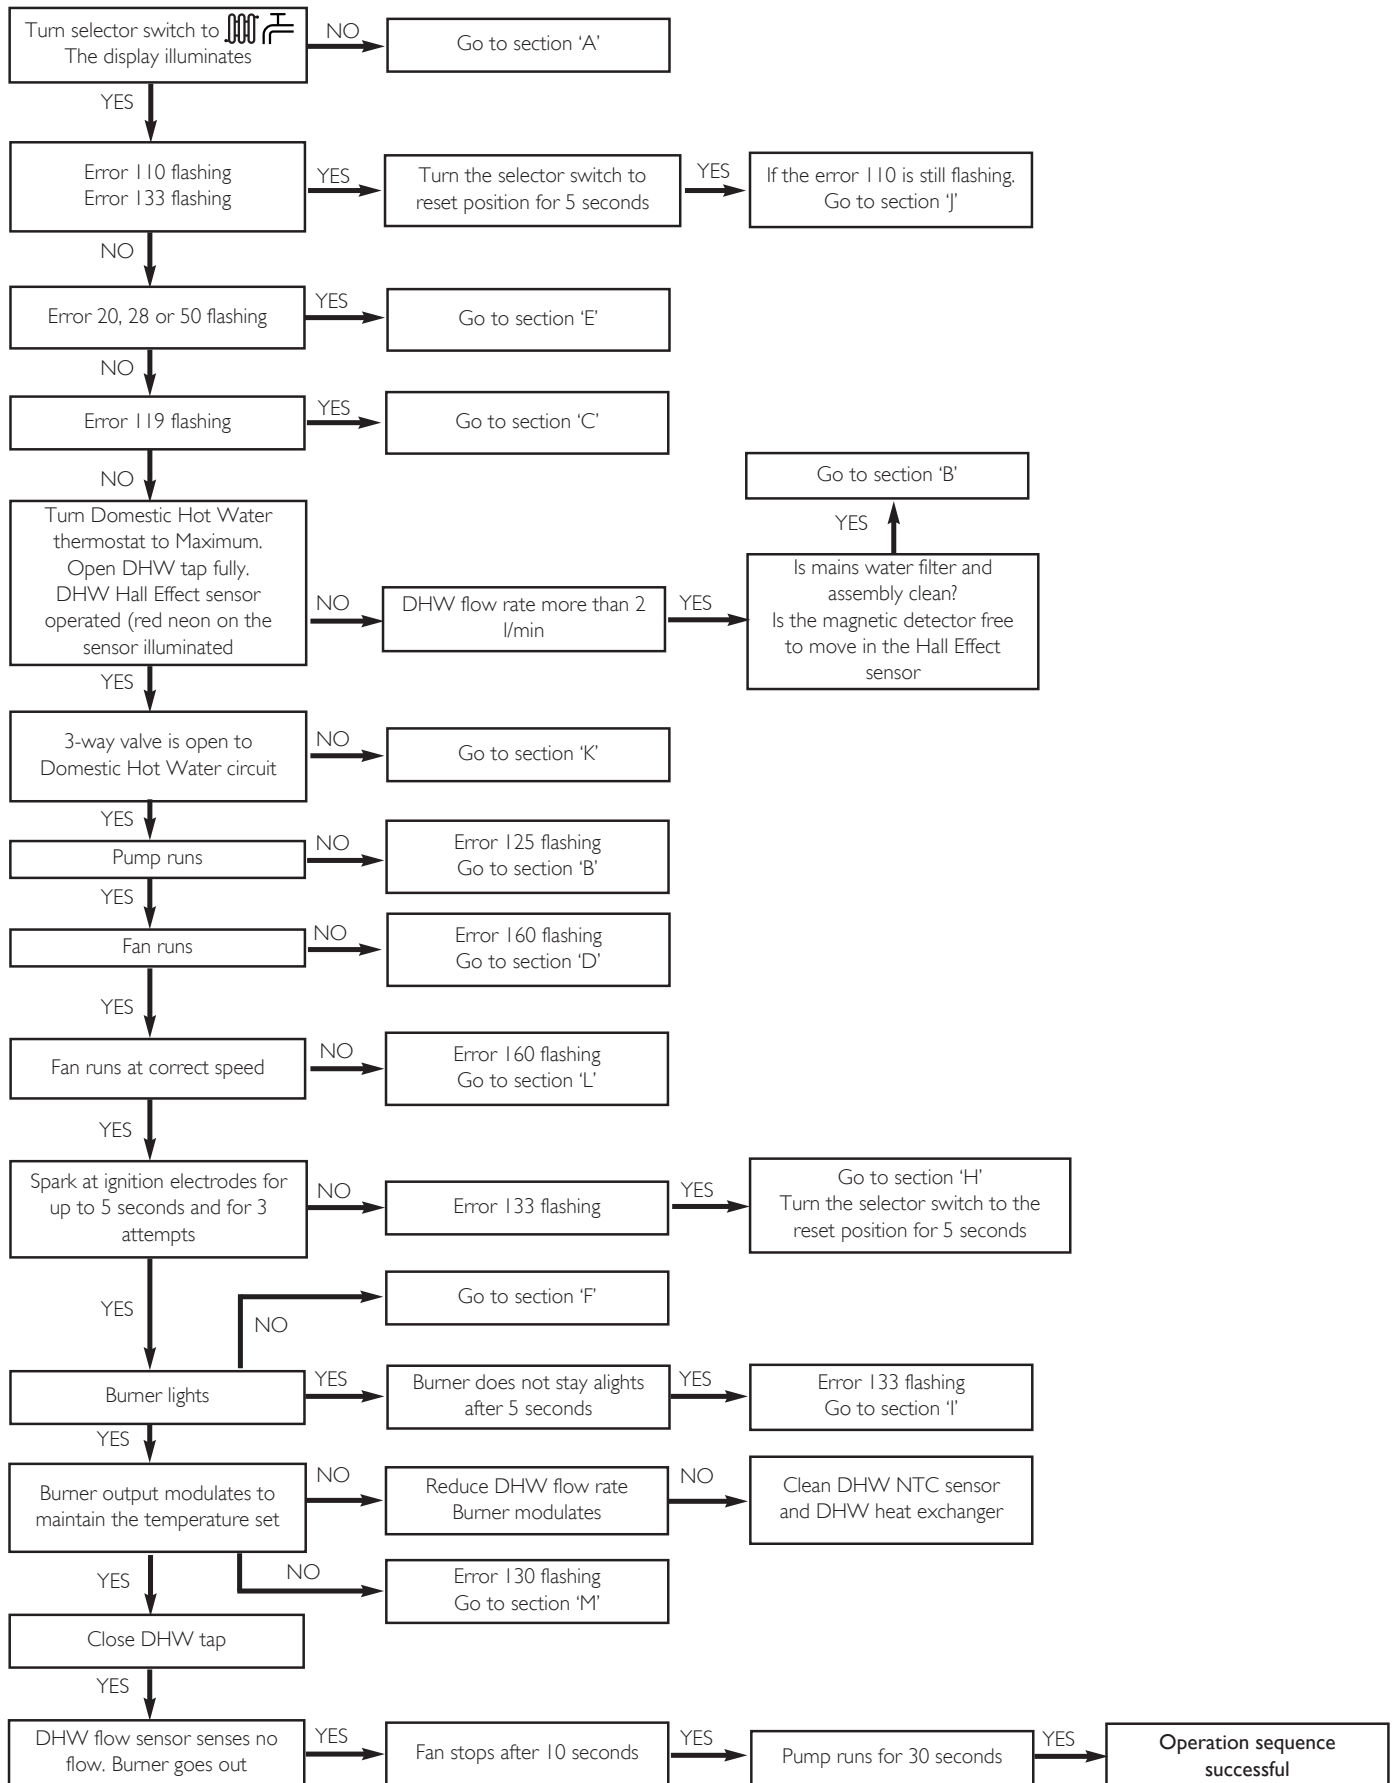 Turn selector switch to
The display illuminates
NO
Go to section ‘A’
YES
Error 110 flashing
Error 133 flashing
YES
Turn the selector switch to
reset position for 5 seconds
YES
If the error 110 is still flashing.
Go to section ‘J’
NO
Error 20, 28 or 50 flashing
YES
Go to section ‘E’
NO
Error 119 flashing
YES
Go to section ‘C’
NO
Turn Domestic Hot Water
thermostat to Maximum.
Open DHW tap fully.
DHW Hall Effect sensor
operated (red neon on the
sensor illuminated
NO
DHW flow rate more than 2
l/min
YES
Is mains water filter and
assembly clean?
Is the magnetic detector free
to move in the Hall Effect
sensor
YES
Go to section ‘B’
YES
3-way valve is open to
Domestic Hot Water circuit
NO
Go to section ‘K’
YES
Pump runs
NO
Error 125 flashing
Go to section ‘B’
YES
Fan runs
NO
Error 160 flashing
Go to section ‘D’
YES
Fan runs at correct speed
NO
Error 160 flashing
Go to section ‘L’
YES
Spark at ignition electrodes for
up to 5 seconds and for 3
attempts
NO
Error 133 flashing
YES
Go to section ‘H’
Turn the selector switch to the
reset position for 5 seconds
YES
NO
Go to section ‘F’
Burner lights
YES
Burner does not stay alights
after 5 seconds
YES
Error 133 flashing
Go to section ‘I’
YES
Burner output modulates to
maintain the temperature set
NO
Reduce DHW flow rate
Burner modulates
NO
Clean DHW NTC sensor
and DHW heat exchanger
NO
Error 130 flashing
Go to section ‘M’
YES
Close DHW tap
YES
DHW flow sensor senses no
flow. Burner goes out
YES
Fan stops after 10 seconds
YES
Pump runs for 30 seconds
YES
Operation sequence
successful